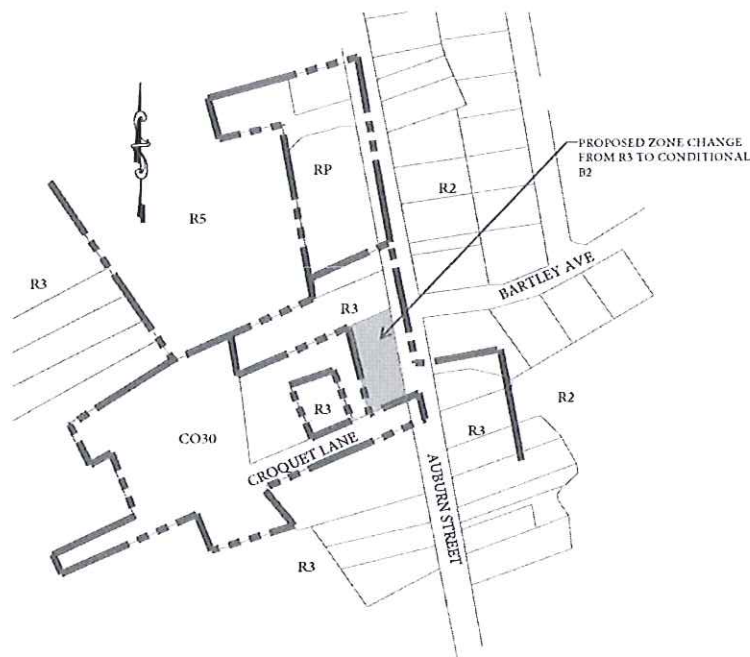 PROPOSED ZONE CHANGE
FROM R3 TO CONDITIONAL
B2
RP
R2
R5
R3
BARTLEY AVE
R3
R3
R2
CO30
R3
CROQUET LANE
AUBURN STREET
R3